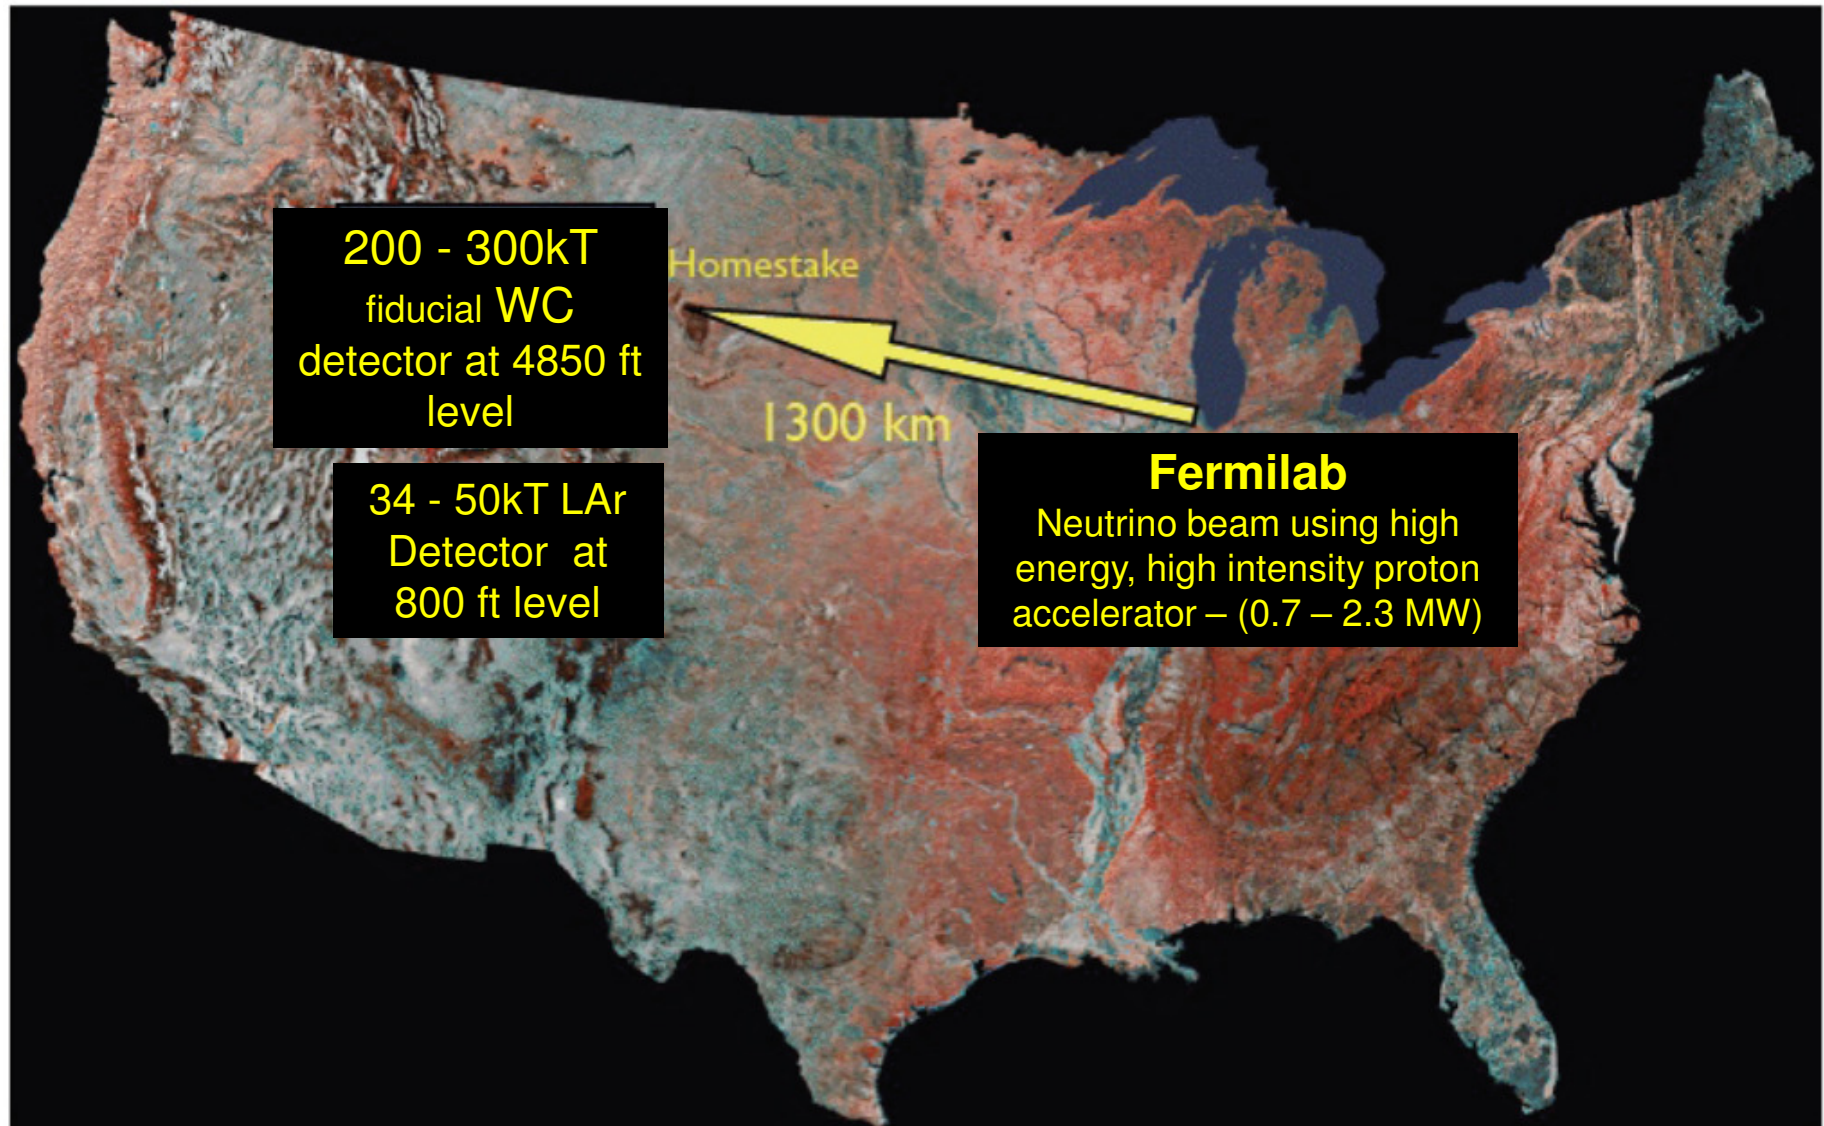 200 - 300kT
fiducial WC
detector at 4850 ft
level
Homestake
34 - 50kT LAr
Detector at
800 ft level
1300 km
Fermilab
Neutrino beam using high
energy, high intensity proton
accelerator – (0.7 – 2.3 MW)